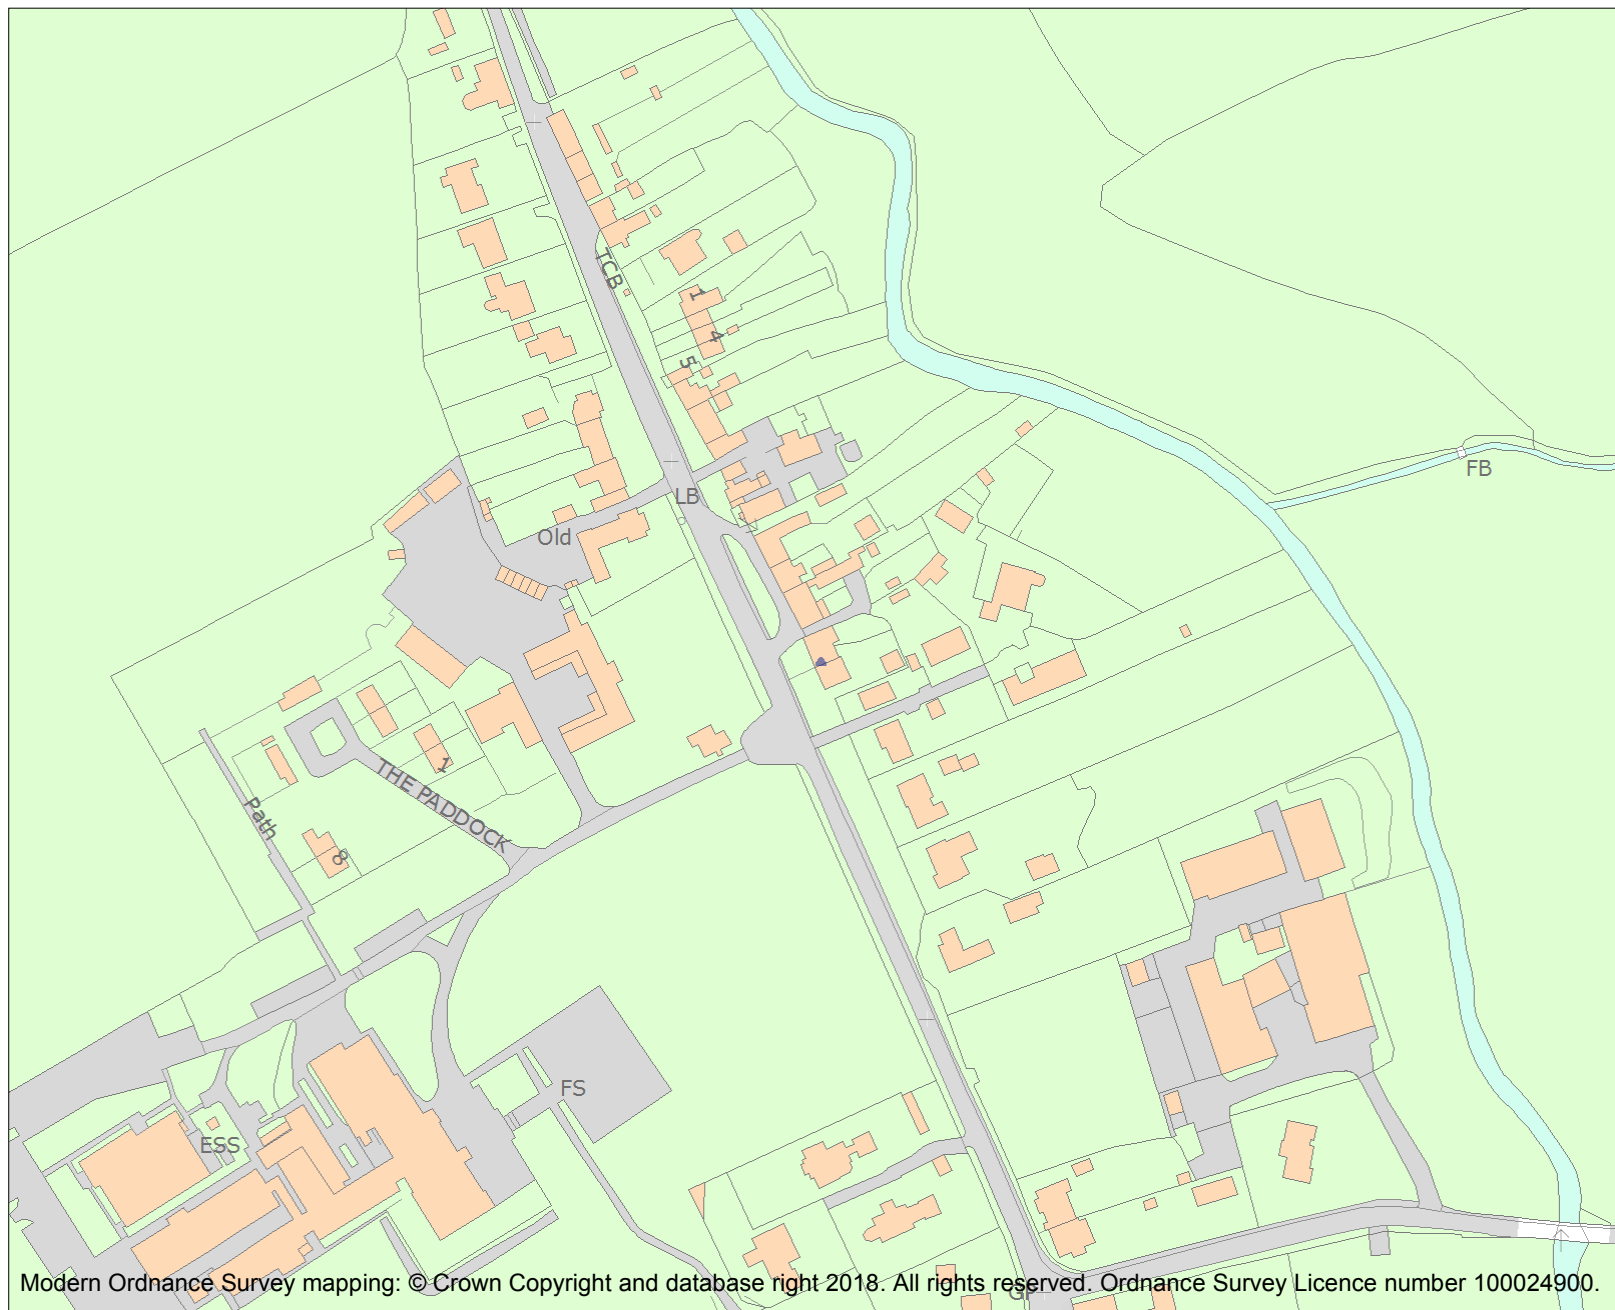 TCB
1
4
5
LB
FB
Old
1
THE PADDOCK
Path
8
FS
ESS
GP
Modern Ordnance Survey mapping: © Crown Copyright and database right 2018. All rights reserved. Ordnance Survey Licence number 100024900.